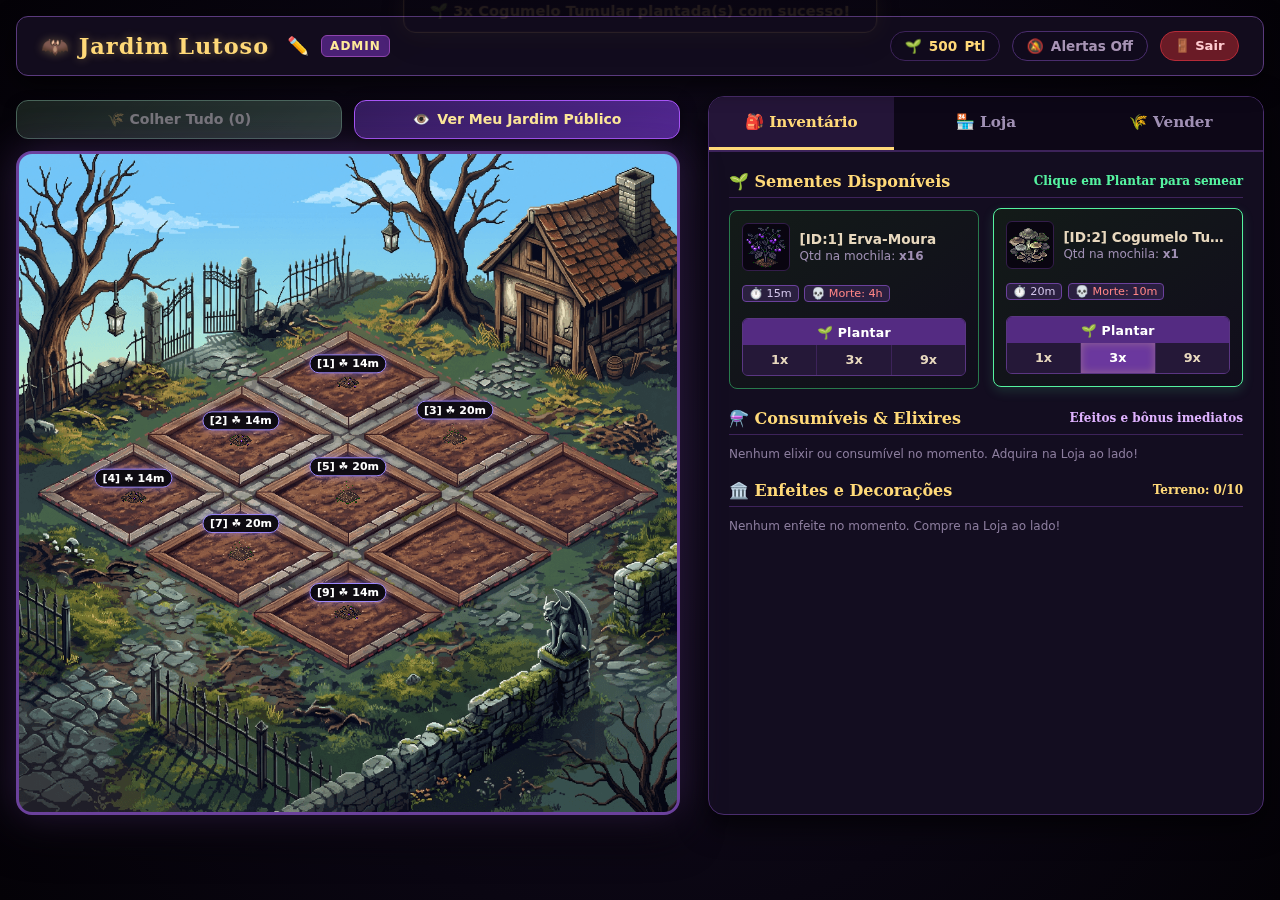 🌱 3x Cogumelo Tumular plantada(s) com sucesso!
🦇 Jardim Lutoso ✏️ ADMIN
🌱 500 Ptl
🔕 Alertas Off
🚪 Sair
🌾 Colher Tudo (0)
👁️ Ver Meu Jardim Público
[1] ☘ 14m
[2] ☘ 14m
[3] ☘ 20m
[5] ☘ 20m
[4] ☘ 14m
[7] ☘ 20m
[9] ☘ 14m
🎒 Inventário
🏪 Loja
🌾 Vender
🌱 Sementes Disponíveis
Clique em Plantar para semear
[ID:1] Erva-Moura
Qtd na mochila: x16
⏱️ 15m
💀 Morte: 4h
🌱 Plantar
1x
3x
9x
[ID:2] Cogumelo Tu...
Qtd na mochila: x1
⏱️ 20m
💀 Morte: 10m
🌱 Plantar
1x
3x
9x
⚗️ Consumíveis & Elixires
Efeitos e bônus imediatos
Nenhum elixir ou consumível no momento. Adquira na Loja ao lado!
🏛️ Enfeites e Decorações
Terreno: 0/10
Nenhum enfeite no momento. Compre na Loja ao lado!